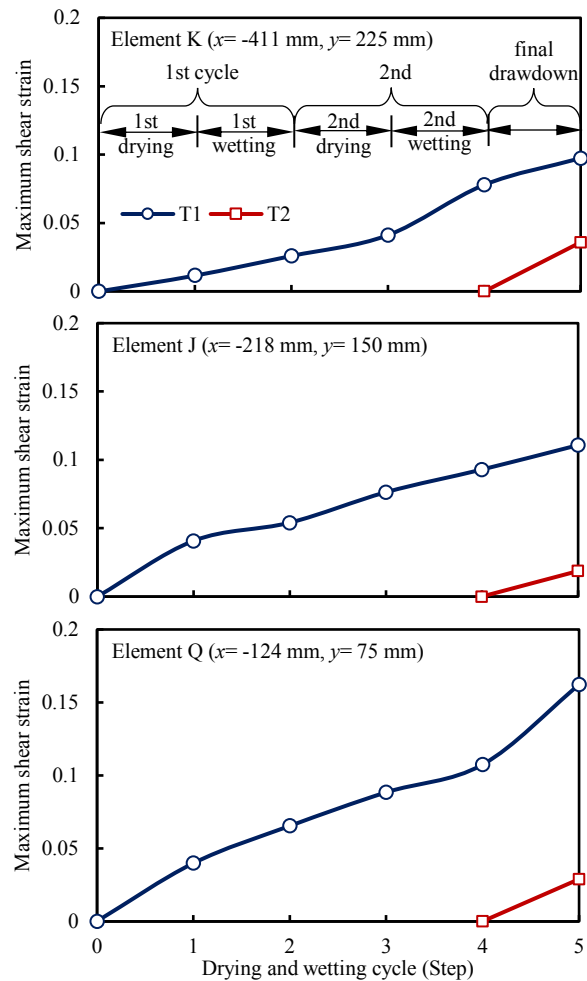 Element K (x= -411 mm, y= 225 mm)
final
drawdown
1st cycle
2nd
1st
drying
1st
wetting
2nd
drying
2nd
wetting
T1
T2
0.2
0.15
0.1
0.05
0
Maximum shear strain
Element J (x= -218 mm, y= 150 mm)
0.2
0.15
0.1
0.05
0
Maximum shear strain
Element Q (x= -124 mm, y= 75 mm)
0.2
0.15
0.1
0.05
0
Maximum shear strain
0 1 2 3 4 5
Drying and wetting cycle (Step)